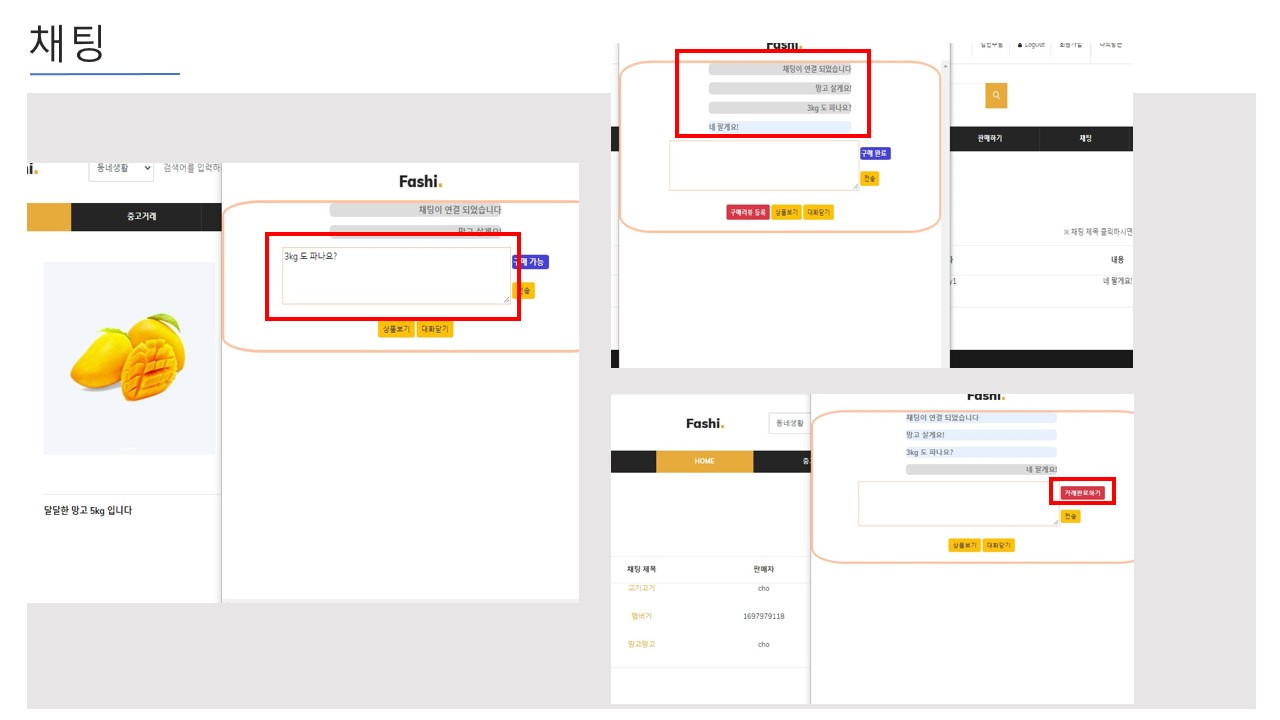 채팅
동네생활
검색어를 입력하
중고거래
달달한 망고 5kg 입니다
Fashi.
채팅이 연결 되었습니다
망고 살게요!
3kg 도 파나요?
구매 가능
전송
상품보기 대화닫기
Fashi.
채팅이 연결 되었습니다
망고 살게요!
3kg 도 파나요?
네 팔게요!
구매 완료
전송
구매리뷰 등록 상품보기 대화닫기
LogOut 회원가입
판매하기 채팅
※ 채팅 제목 클릭하시면
내용
네 팔게요!
Fashi.
동네생활
HOME
채팅 제목 판매자
고기고기 cho
햄버거 1697979118
망고망고 cho
Fashi.
채팅이 연결 되었습니다
망고 살게요!
3kg 도 파나요?
네 팔게요!
거래완료하기
전송
상품보기 대화닫기